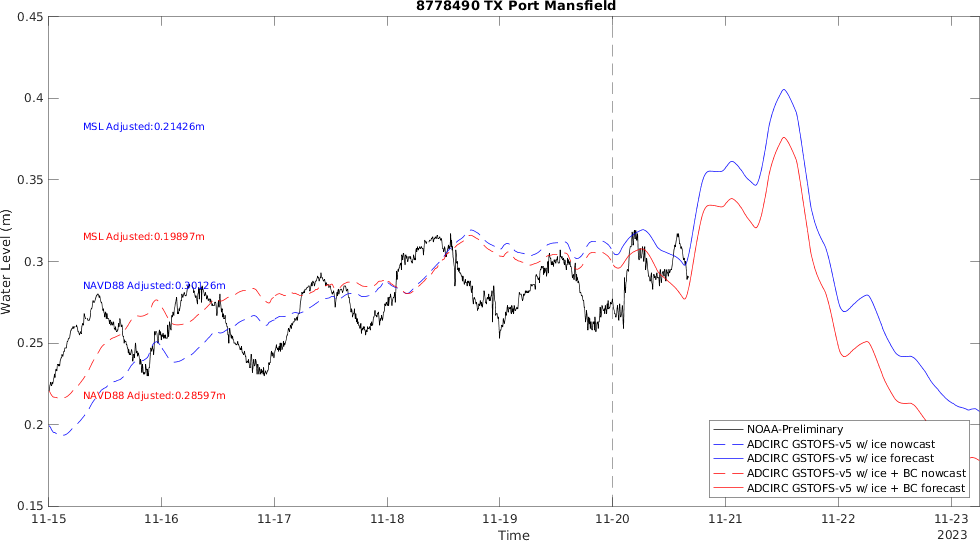 8778490 TX Port Mansfield
0.45
0.4
0.35
0.3
0.25
0.2
0.15
Water Level (m)
MSL Adjusted:0.21426m
MSL Adjusted:0.19897m
NAVD88 Adjusted:0.30126m
NAVD88 Adjusted:0.28597m
NOAA-Preliminary
ADCIRC GSTOFS-v5 w/ ice nowcast
ADCIRC GSTOFS-v5 w/ ice forecast
ADCIRC GSTOFS-v5 w/ ice + BC nowcast
ADCIRC GSTOFS-v5 w/ ice + BC forecast
11-15 11-16 11-17 11-18 11-19 11-20 11-21 11-22 11-23
Time
2023